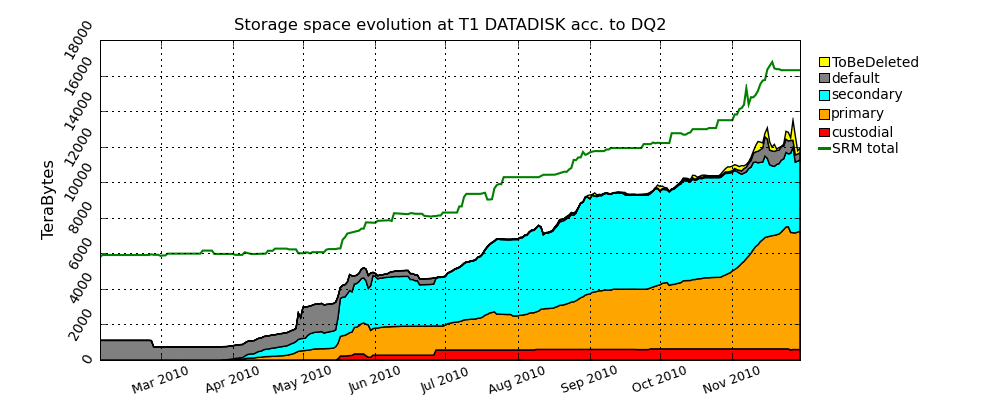 Storage space evolution at T1 DATADISK acc. to DQ2
18000
16000
14000
12000
10000
8000
6000
4000
2000
0
TeraBytes
Mar 2010
Apr 2010
May 2010
Jun 2010
Jul 2010
Aug 2010
Sep 2010
Oct 2010
Nov 2010
ToBeDeleted
default
secondary
primary
custodial
SRM total